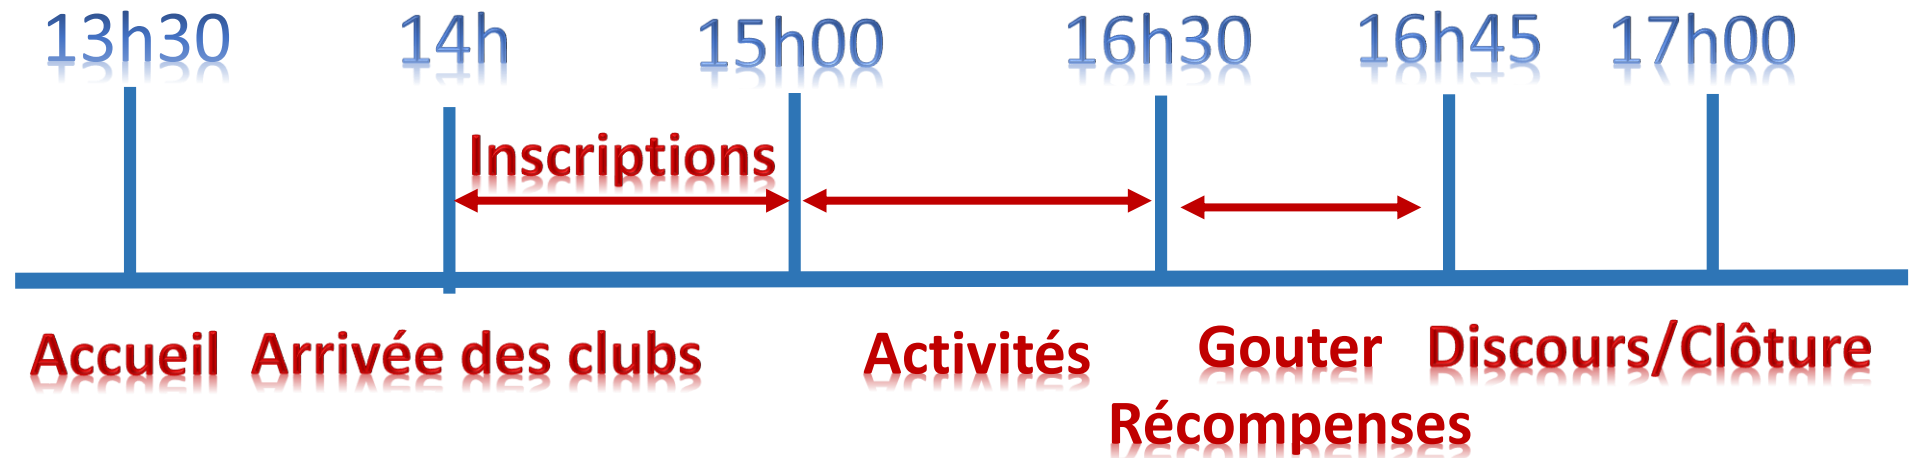 13h30 14h 15h00 16h30 16h45 17h00
Inscriptions
Accueil Arrivée des clubs Activités Gouter Discours/Clôture
Récompenses